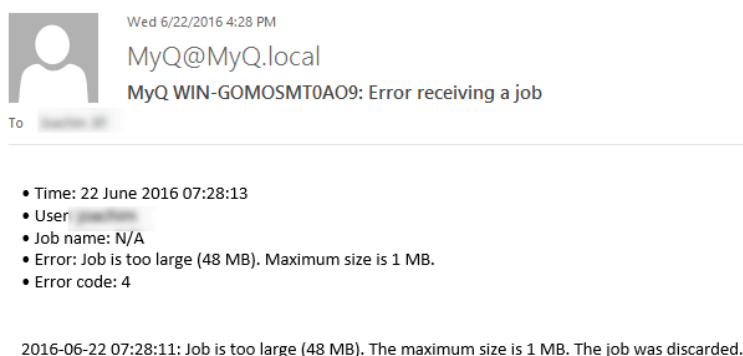 Wed 6/22/2016 4:28 PM
MyQ@MyQ.local
MyQ WIN-GOMOSMT0AO9: Error receiving a job
To
• Time: 22 June 2016 07:28:13
• User
• Job name: N/A
• Error: Job is too large (48 MB). Maximum size is 1 MB.
• Error code: 4
2016-06-22 07:28:11: Job is too large (48 MB). The maximum size is 1 MB. The job was discarded.